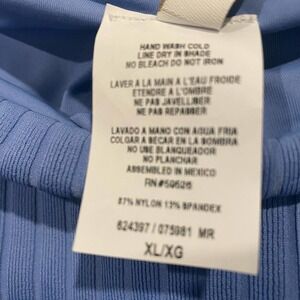 HAND WASH COLD
LINE DRY IN SHADE
NO BLEACH DO NOT IRON
LAVER A LA MAIN A L'EAU FROIDE
ETENDRE A L'OMBRE
NE PAS JAVELLIBER
NE PAS REPASSER
LAVADO A MANO CON AGUA FRIA
COLGAR A SECAR EN LA SOMBRA
NO USE BLANQUEADOR
NO PLANCHAR
ASSEMBLED IN MEXICO
RN#59626
87% NYLON 13% SPANDEX
624397 / 075981 MR
XL/XG